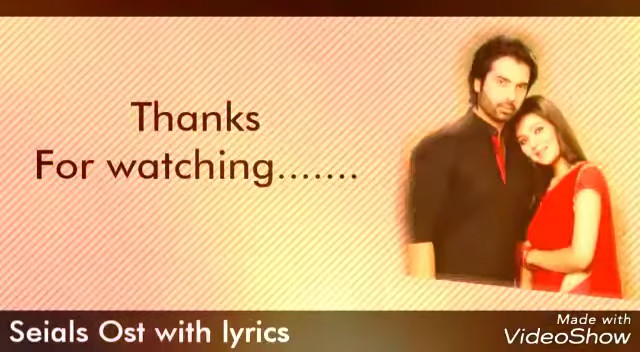 Thanks
For watching.......
Seials Ost with lyrics
Made with
VideoShow